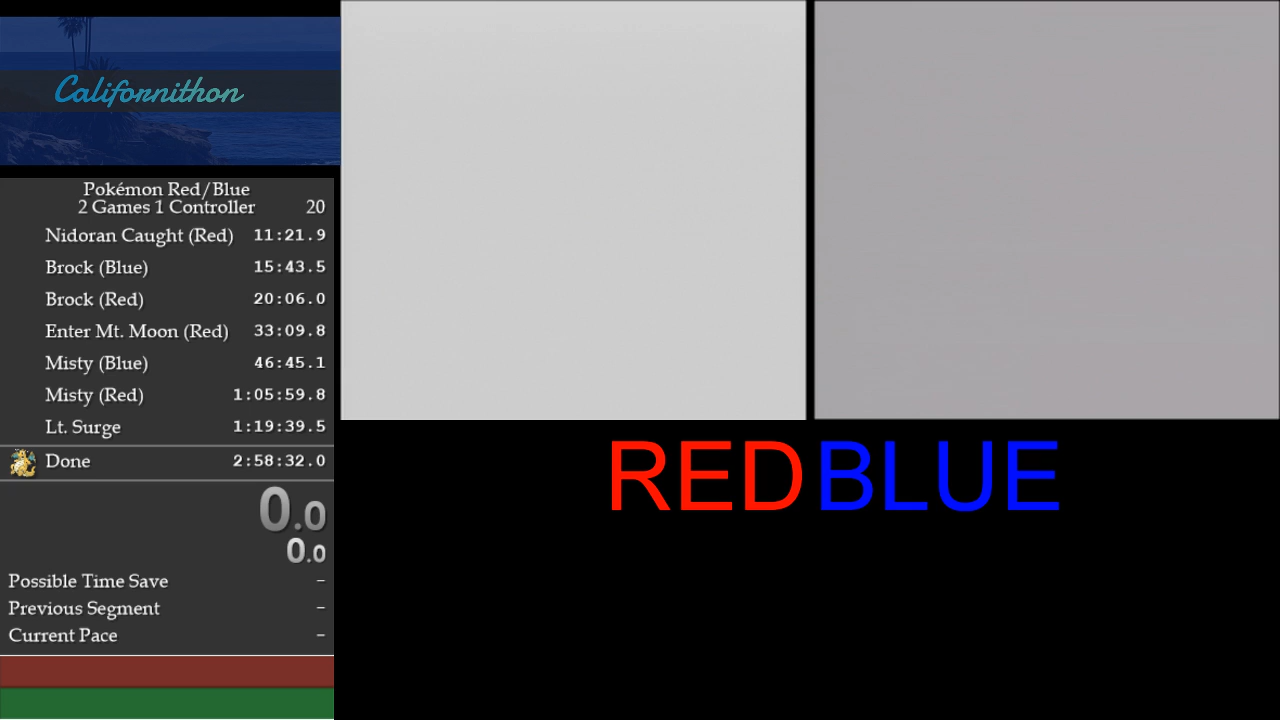 Californithon
Pokémon Red/Blue
2 Games 1 Controller 20
Nidoran Caught (Red) 11:21.9
Brock (Blue) 15:43.5
Brock (Red) 20:06.0
Enter Mt. Moon (Red) 33:09.8
Misty (Blue) 46:45.1
Misty (Red) 1:05:59.8
Lt. Surge 1:19:39.5
Done 2:58:32.0
0.0
0.0
Possible Time Save –
Previous Segment –
Current Pace –
RED BLUE